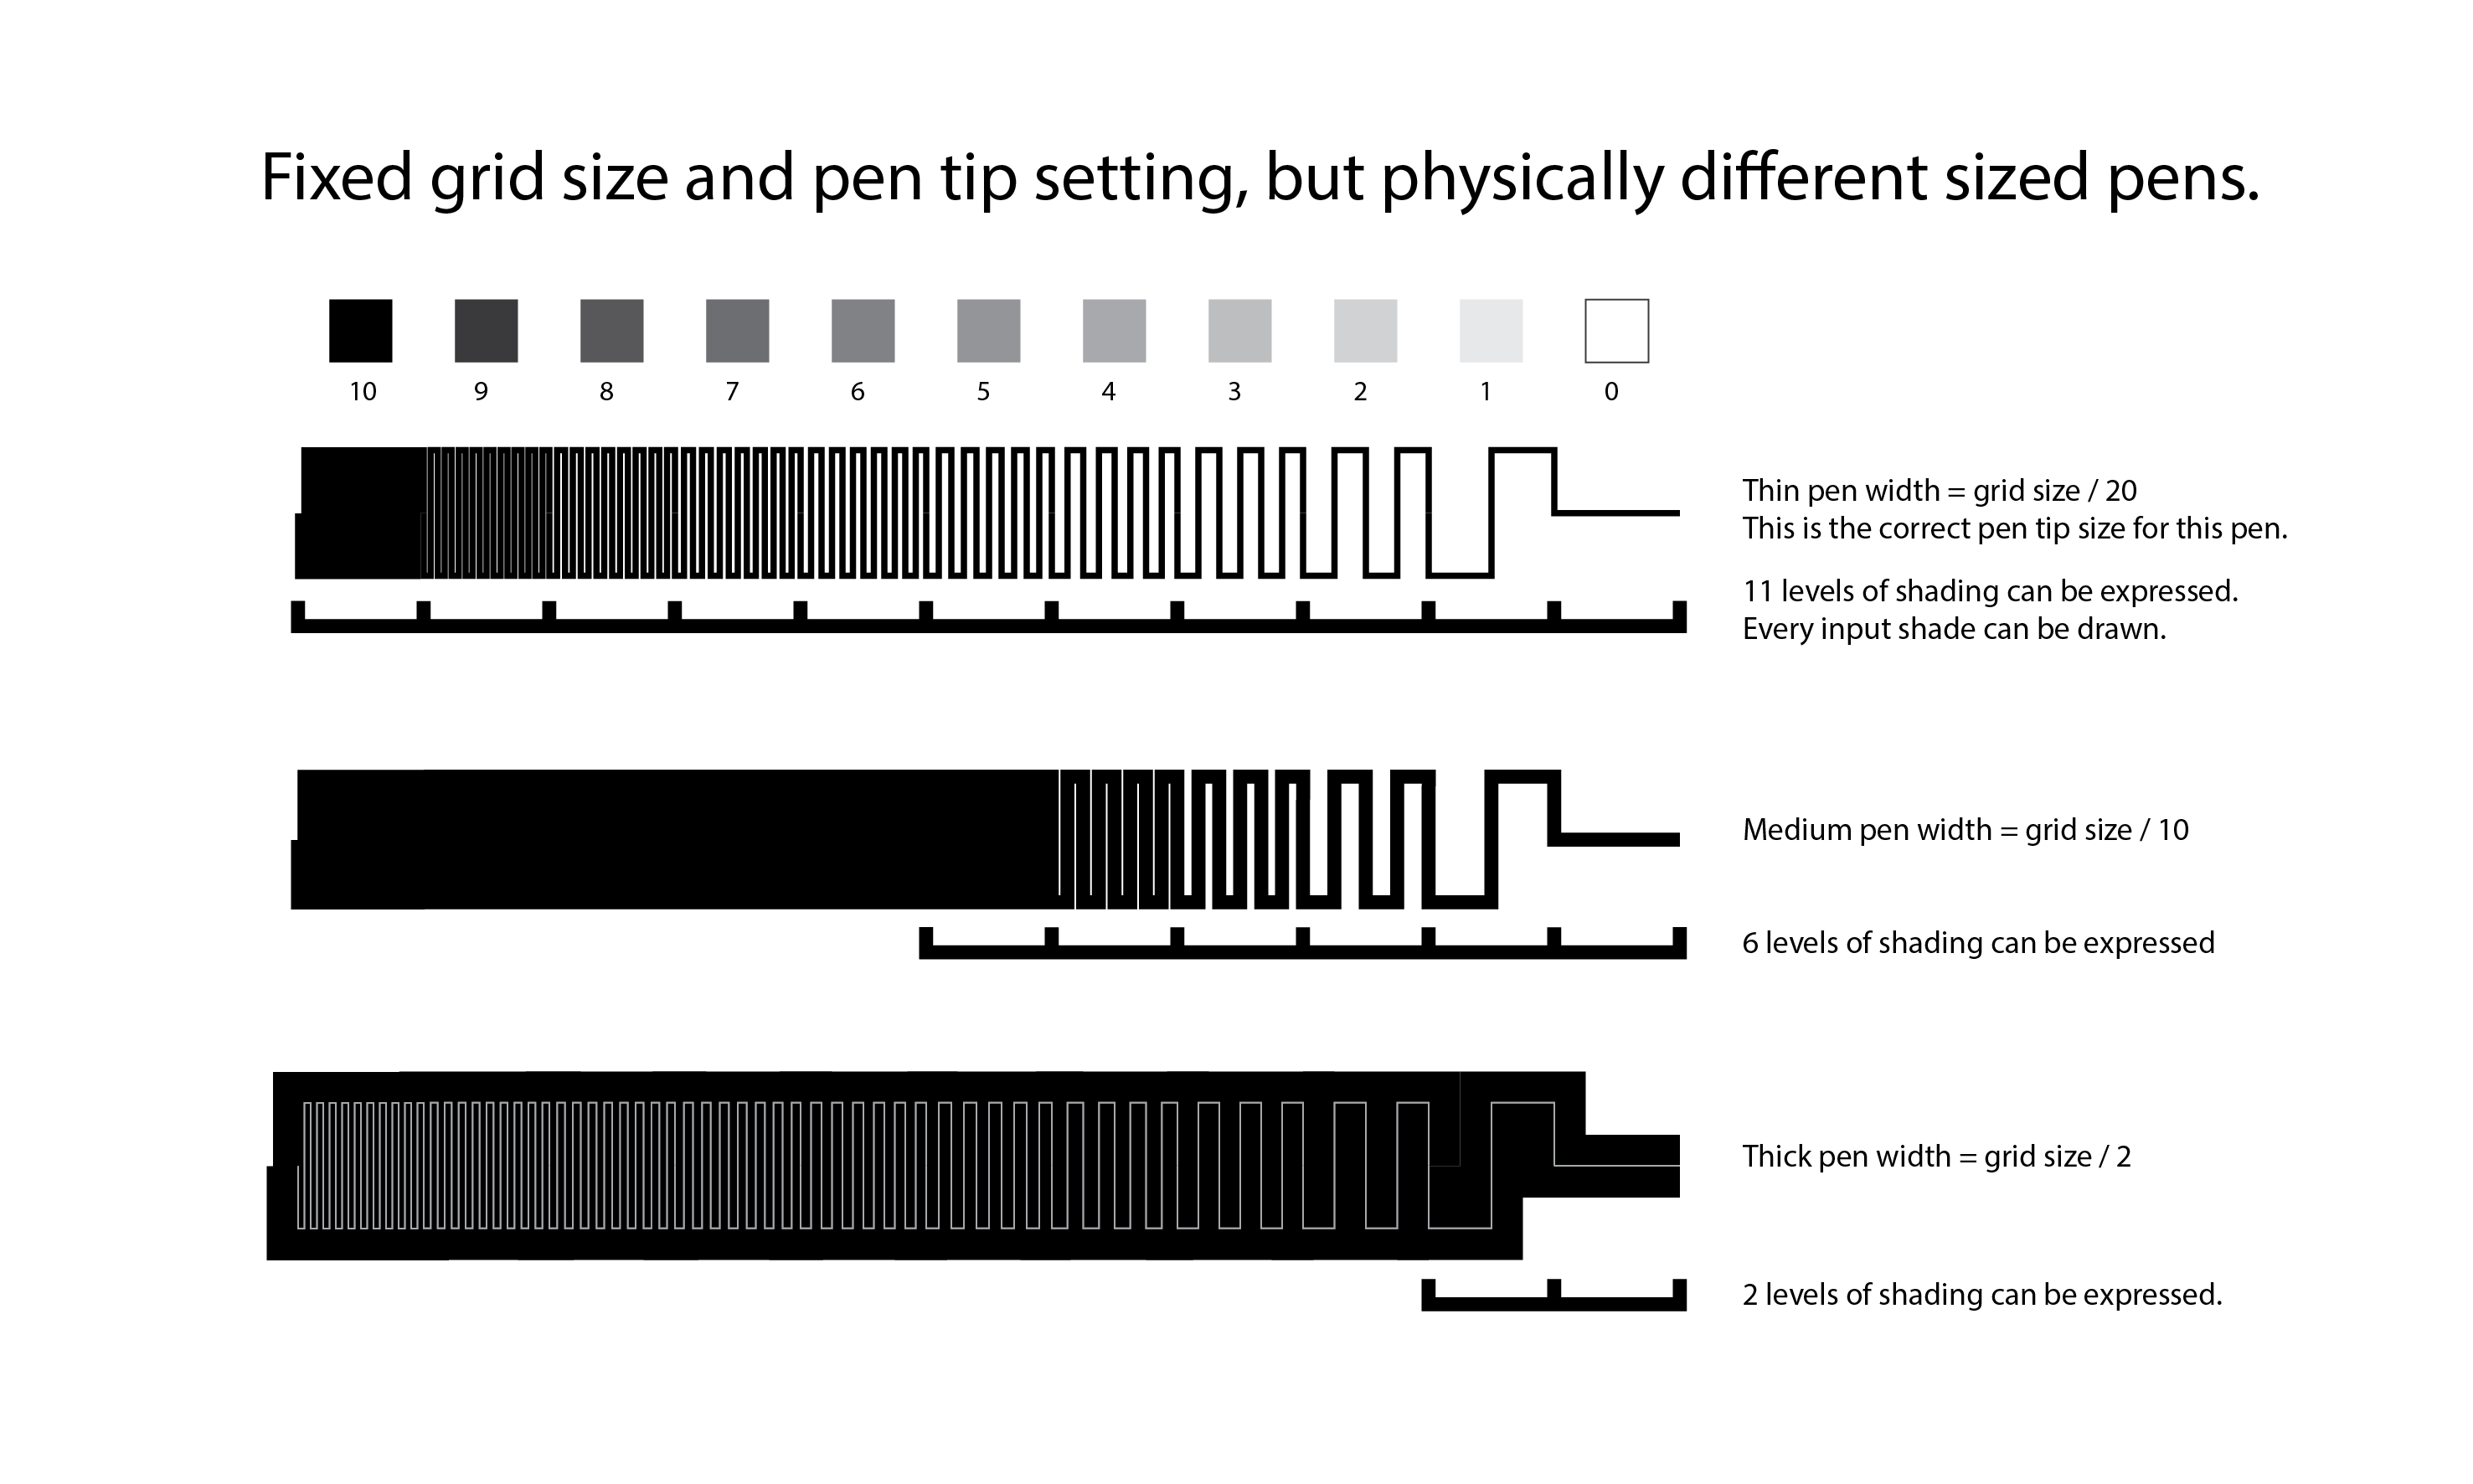 Fixed grid size and pen tip setting, but physically different sized pens.
10 9 8 7 6 5 4 3 2 1 0
Thin pen width = grid size / 20
This is the correct pen tip size for this pen.
11 levels of shading can be expressed.
Every input shade can be drawn.
Medium pen width = grid size / 10
6 levels of shading can be expressed
Thick pen width = grid size / 2
2 levels of shading can be expressed.